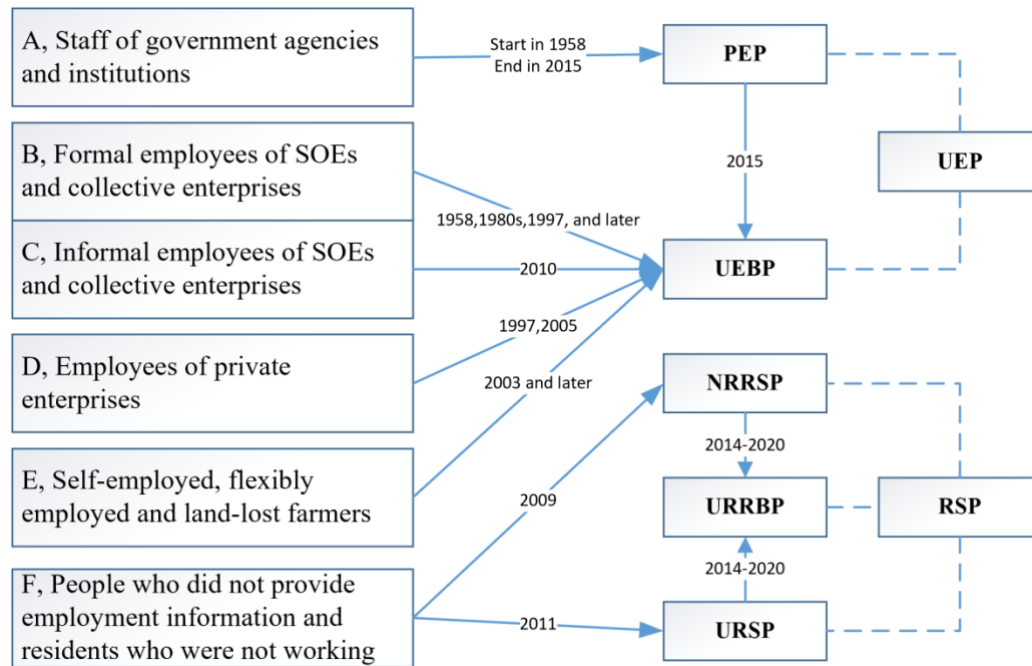 A, Staff of government agencies
and institutions
Start in 1958
End in 2015
PEP
B, Formal employees of SOEs
and collective enterprises
2015
UEP
1958,1980s,1997, and later
C, Informal employees of SOEs
and collective enterprises
2010
UEBP
1997,2005
D, Employees of private
enterprises
2003 and later
NRRSP
2014-2020
E, Self-employed, flexibly
employed and land-lost farmers
2009
URRBP
RSP
2014-2020
F, People who did not provide
employment information and
residents who were not working
2011
URSP